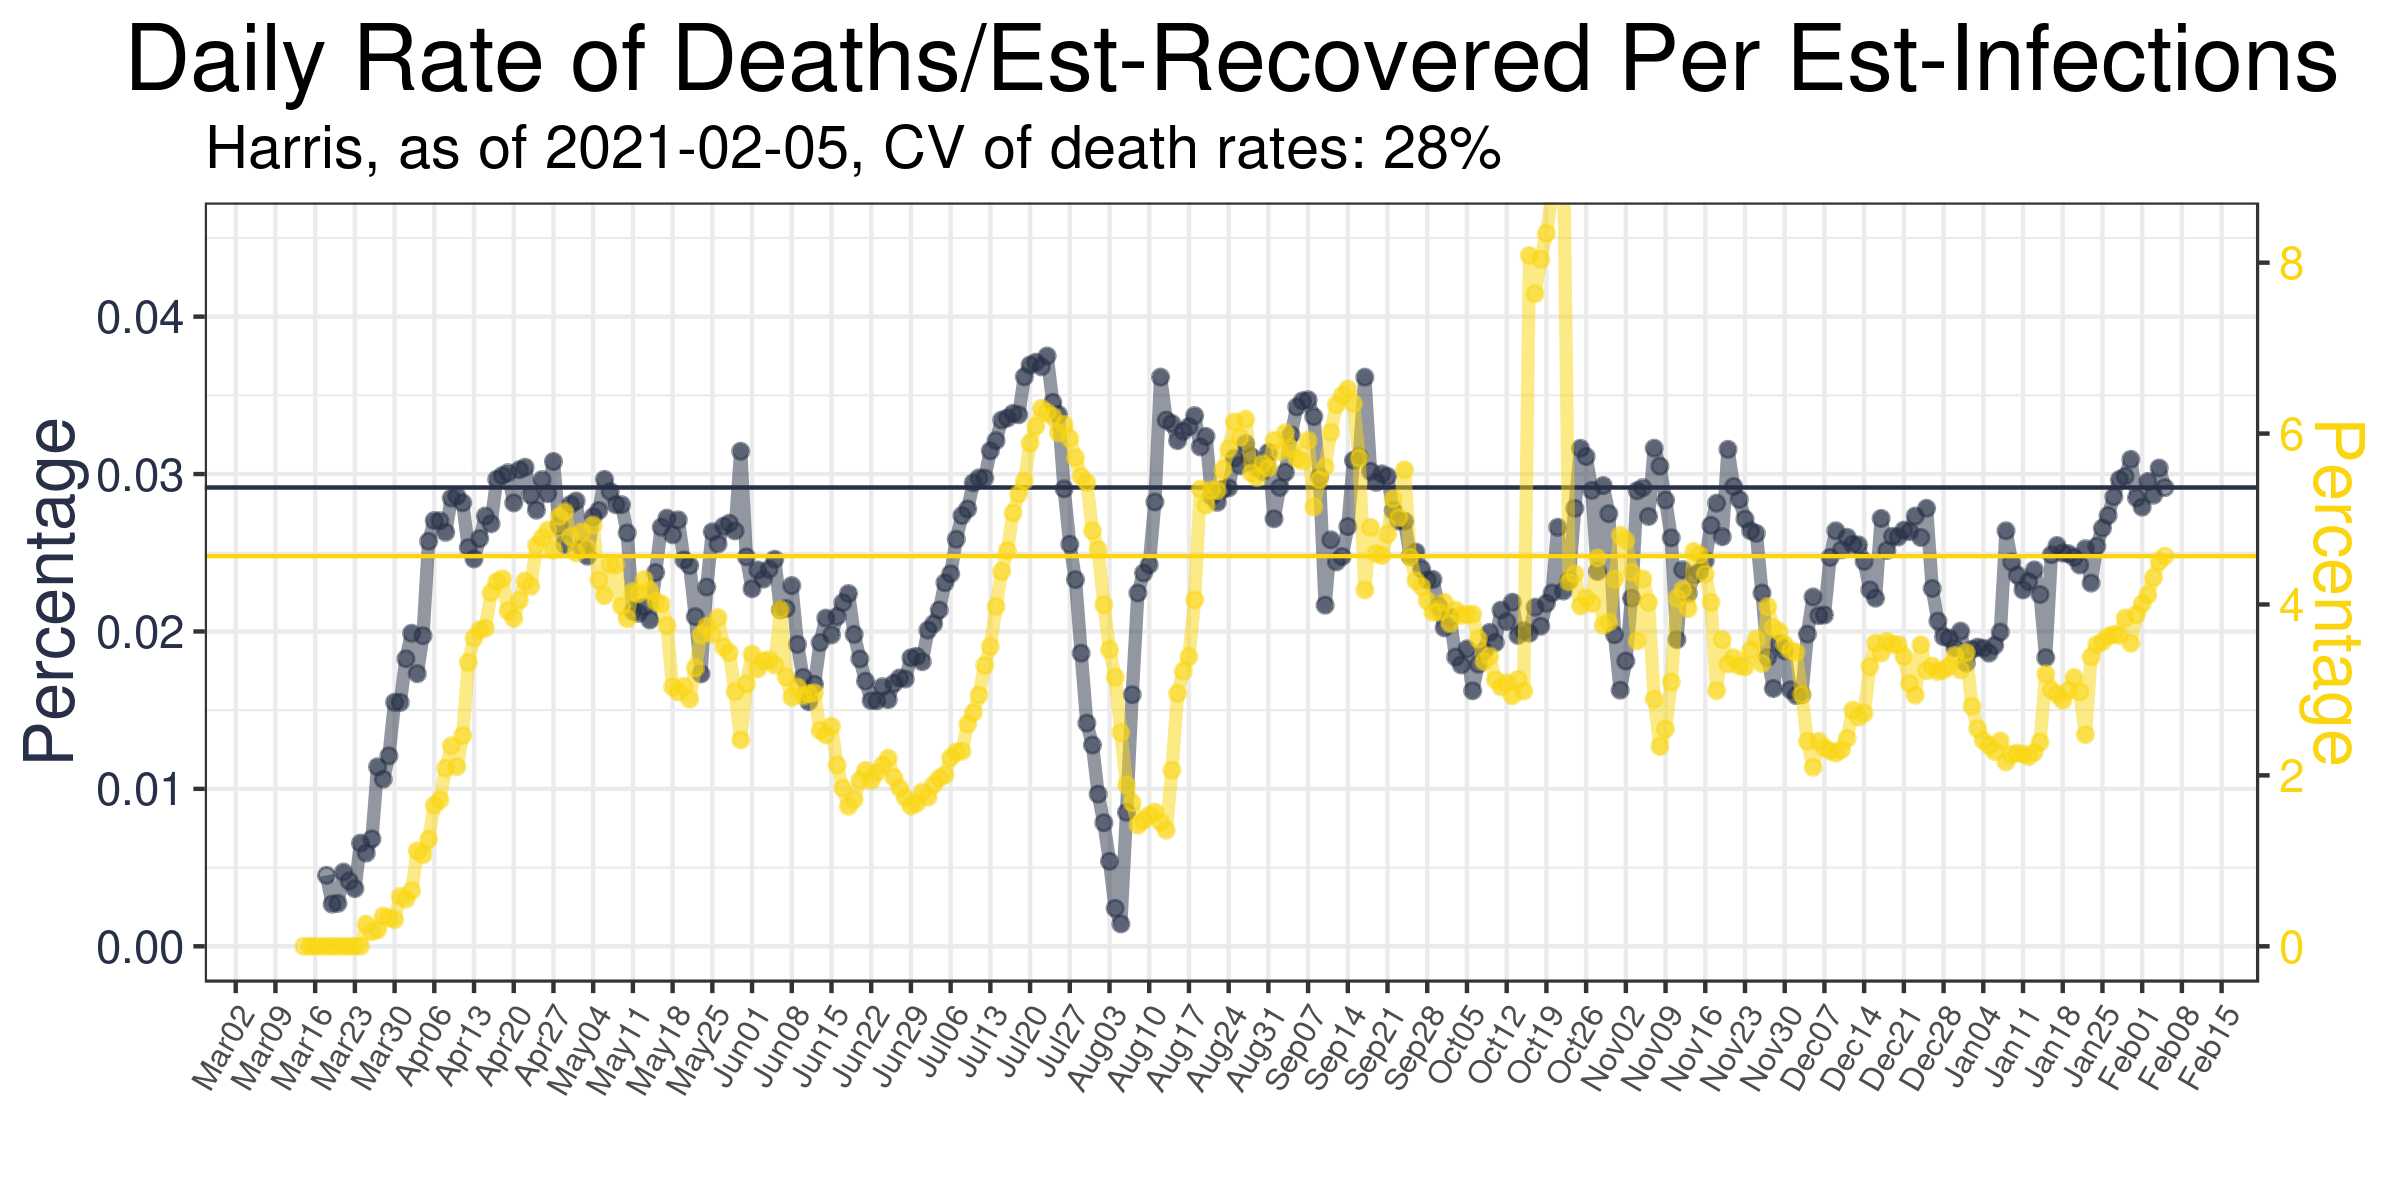 Daily Rate of Deaths/Est-Recovered Per Est-Infections
Harris, as of 2021-02-05, CV of death rates: 28%
Percentage
0.04
0.03
0.02
0.01
0.00
8
6
4
2
0
Percentage
Mar02
Mar09
Mar16
Mar23
Mar30
Apr06
Apr13
Apr20
Apr27
May04
May11
May18
May25
Jun01
Jun08
Jun15
Jun22
Jun29
Jul06
Jul13
Jul20
Jul27
Aug03
Aug10
Aug17
Aug24
Aug31
Sep07
Sep14
Sep21
Sep28
Oct05
Oct12
Oct19
Oct26
Nov02
Nov09
Nov16
Nov23
Nov30
Dec07
Dec14
Dec21
Dec28
Jan04
Jan11
Jan18
Jan25
Feb01
Feb08
Feb15